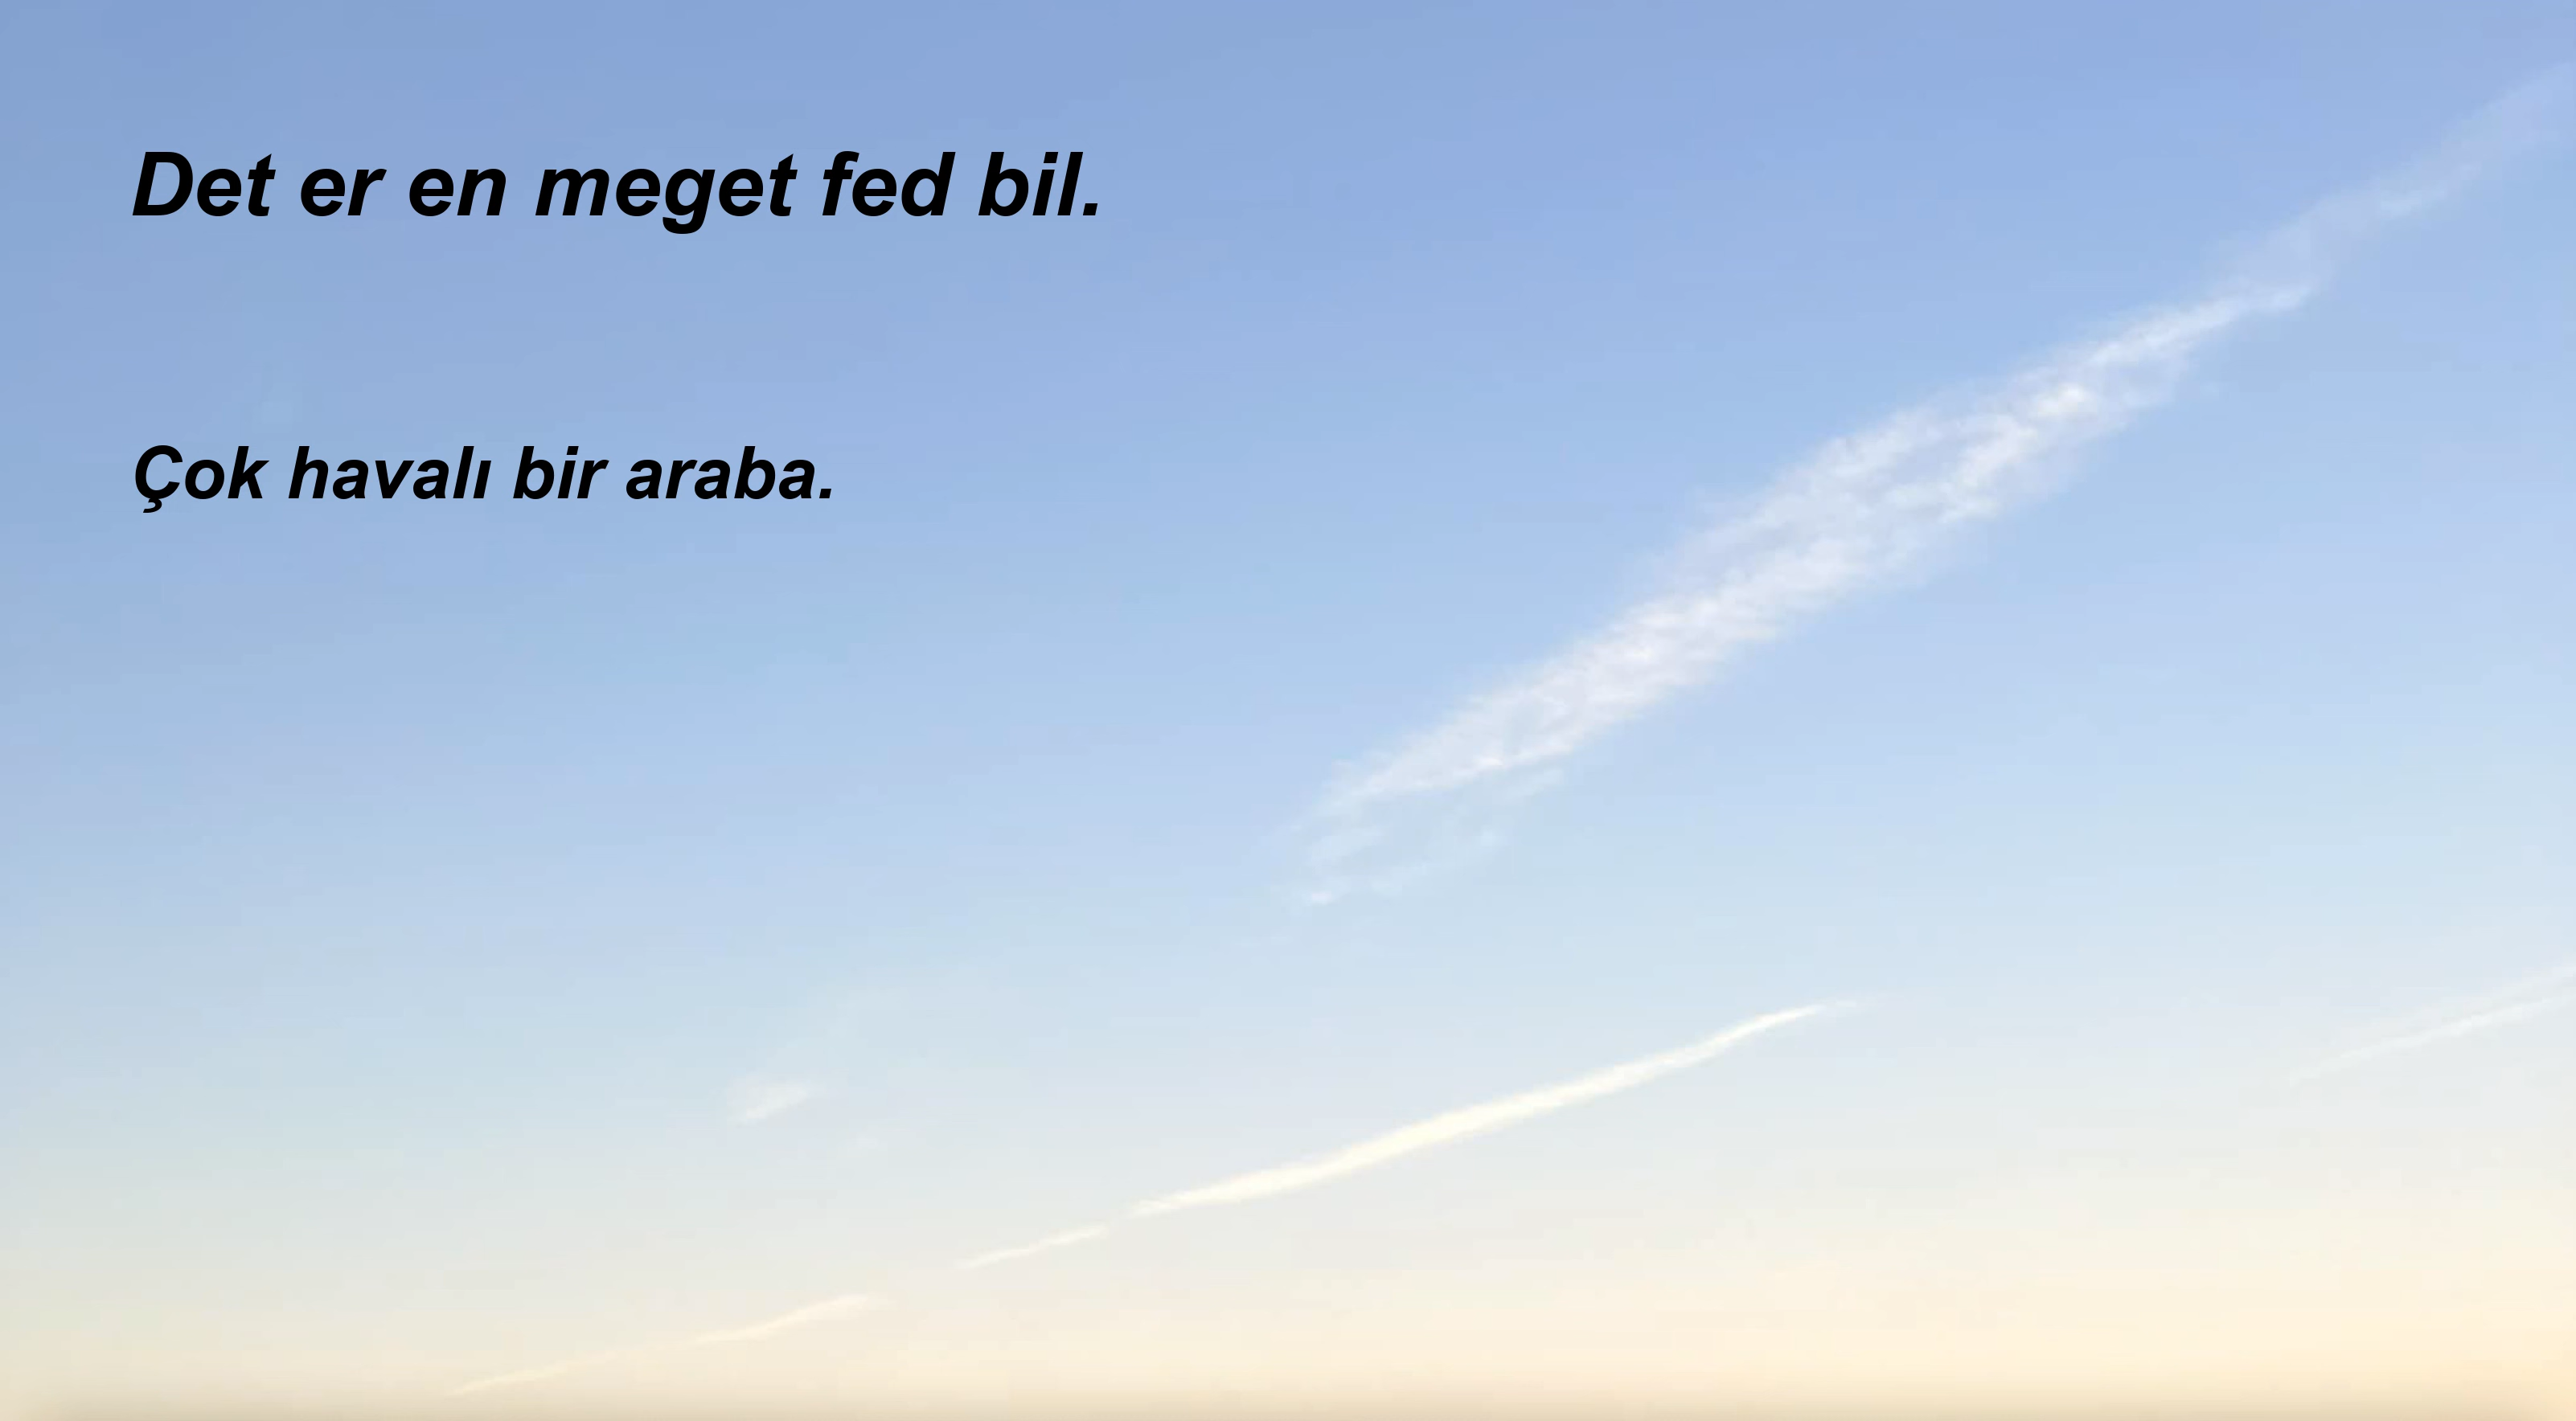 Det er en meget fed bil.
Çok havalı bir araba.